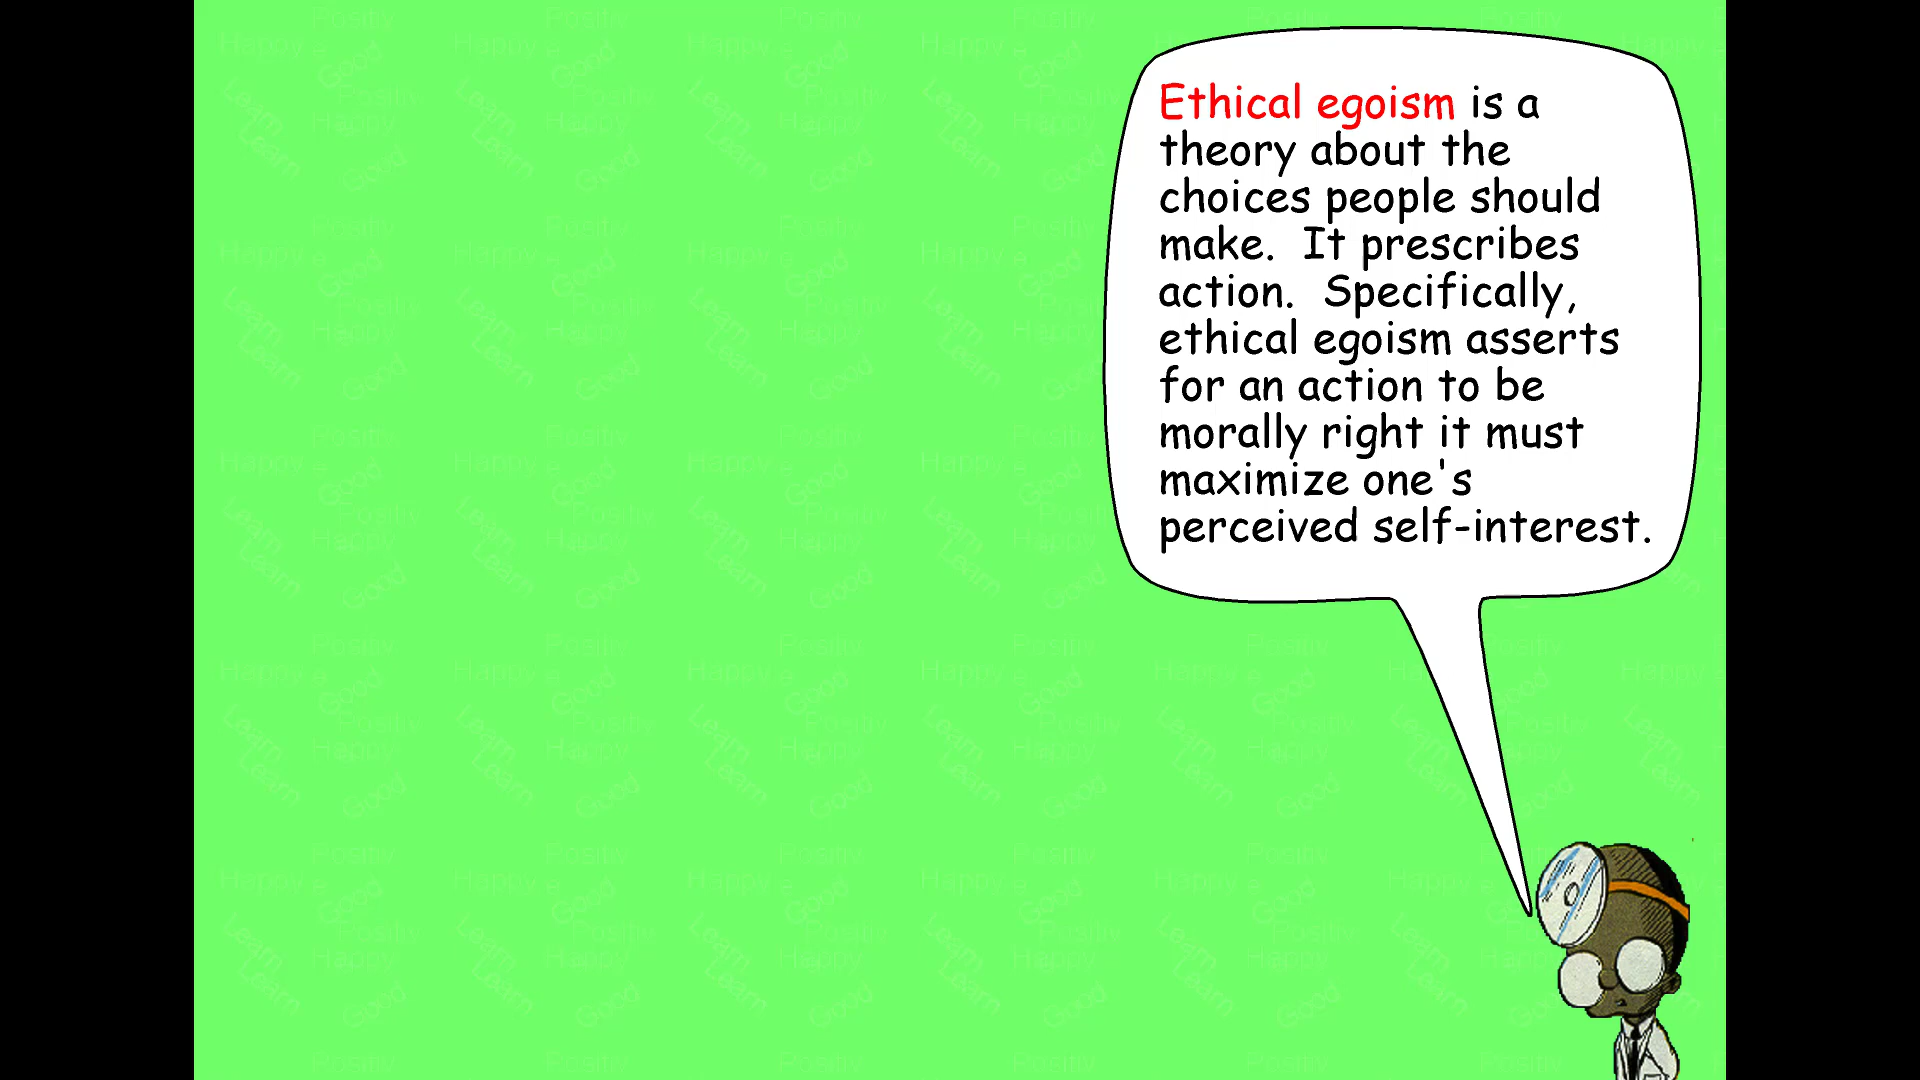 Ethical egoism is a
theory about the
choices people should
make.  It prescribes
action.  Specifically,
ethical egoism asserts
for an action to be
morally right it must
maximize one's
perceived self-interest.